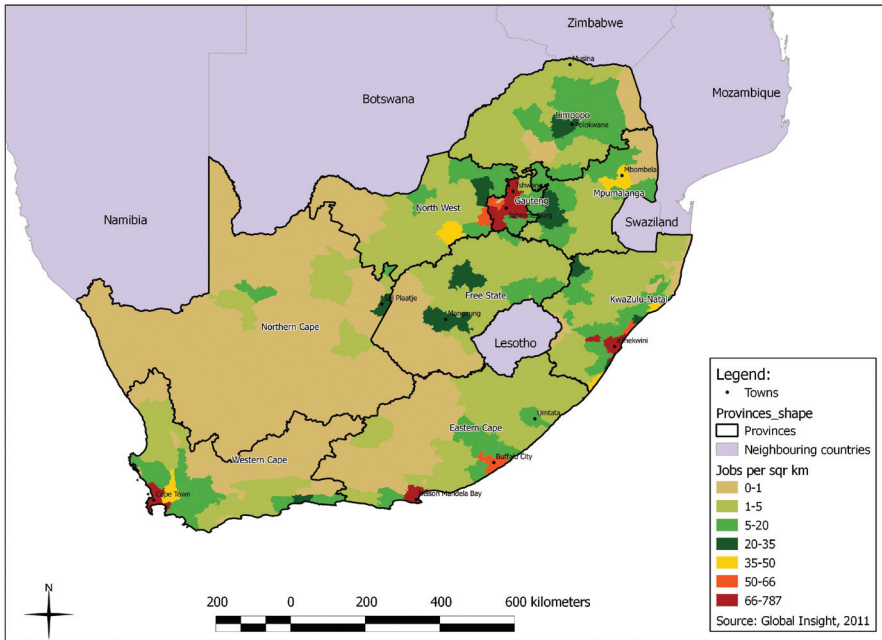 Zimbabwe
Musina
Botswana
Mozambique
Limpopo
Polokwane
Mbombela
Mpumalanga
Namibia
North West
Gauteng
Swaziland
Free State
KwaZulu-Natal
Northern Cape
Mangaung
Lesotho
Umtata
Eastern Cape
Western Cape
Buffalo City
Cape Town
Nelson Mandela Bay
Legend:
Towns
Provinces_shape
Provinces
Neighbouring countries
Jobs per sqr km
0-1
1-5
5-20
20-35
35-50
50-66
66-787
Source: Global Insight, 2011
N
200 0 200 400 600 kilometers